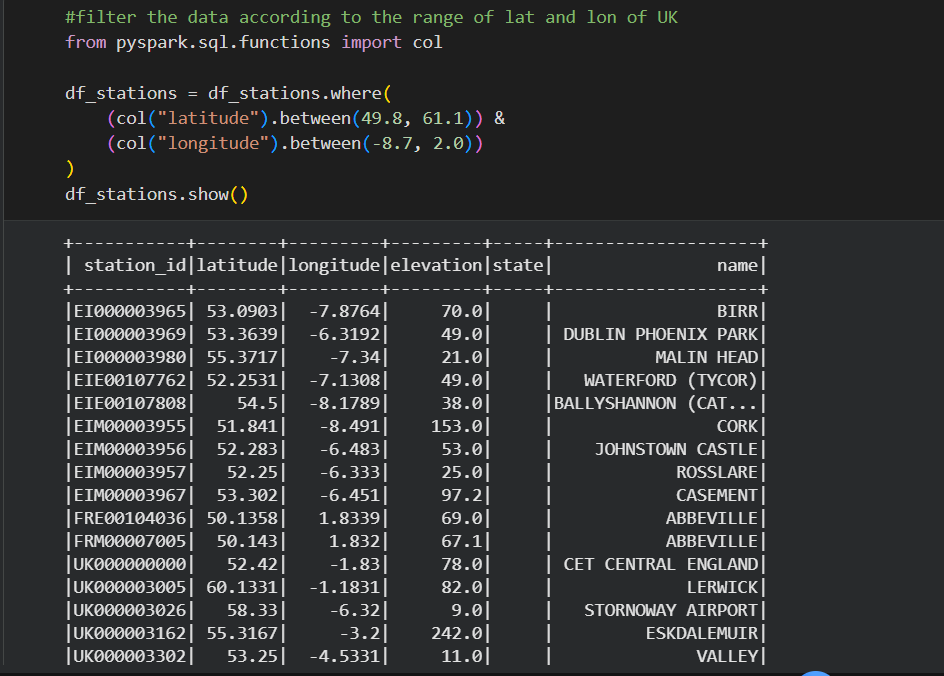 #filter the data according to the range of lat and lon of UK
from pyspark.sql.functions import col
df_stations = df_stations.where(
(col("latitude").between(49.8, 61.1)) &
(col("longitude").between(-8.7, 2.0))
)
df_stations.show()
+-----------+--------+---------+---------+-----+--------------------+
| station_id|latitude|longitude|elevation|state|                name|
+-----------+--------+---------+---------+-----+--------------------+
|EI000003965| 53.0903|  -7.8764|     70.0|     |                BIRR|
|EI000003969| 53.3639|  -6.3192|     49.0|     | DUBLIN PHOENIX PARK|
|EI000003980| 55.3717|    -7.34|     21.0|     |          MALIN HEAD|
|EIE00107762| 52.2531|  -7.1308|     49.0|     |   WATERFORD (TYCOR)|
|EIE00107808|    54.5|  -8.1789|     38.0|     |BALLYSHANNON (CAT...|
|EIM00003955|  51.841|   -8.491|    153.0|     |                CORK|
|EIM00003956|  52.283|   -6.483|     53.0|     |    JOHNSTOWN CASTLE|
|EIM00003957|   52.25|   -6.333|     25.0|     |            ROSSLARE|
|EIM00003967|  53.302|   -6.451|     97.2|     |            CASEMENT|
|FRE00104036| 50.1358|   1.8339|     69.0|     |           ABBEVILLE|
|FRM00007005|  50.143|    1.832|     67.1|     |           ABBEVILLE|
|UK000000000|   52.42|    -1.83|     78.0|     | CET CENTRAL ENGLAND|
|UK000003005| 60.1331|  -1.1831|     82.0|     |             LERWICK|
|UK000003026|   58.33|    -6.32|      9.0|     |   STORNOWAY AIRPORT|
|UK000003162| 55.3167|     -3.2|    242.0|     |         ESKDALEMUIR|
|UK000003302|   53.25|  -4.5331|     11.0|     |              VALLEY|